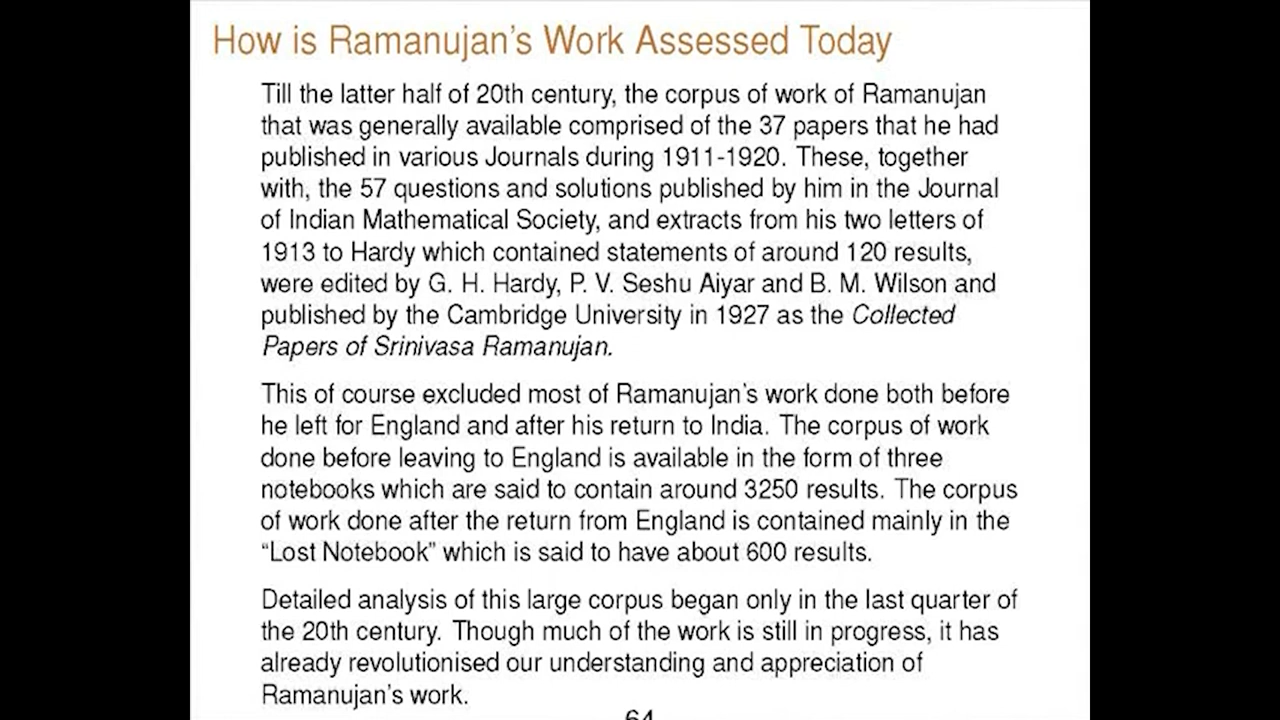 How is Ramanujan's Work Assessed Today
Till the latter half of 20th century, the corpus of work of Ramanujan
that was generally available comprised of the 37 papers that he had
published in various Journals during 1911-1920. These, together
with, the 57 questions and solutions published by him in the Journal
of Indian Mathematical Society, and extracts from his two letters of
1913 to Hardy which contained statements of around 120 results,
were edited by G. H. Hardy, P. V. Seshu Aiyar and B. M. Wilson and
published by the Cambridge University in 1927 as the Collected
Papers of Srinivasa Ramanujan.
This of course excluded most of Ramanujan's work done both before
he left for England and after his return to India. The corpus of work
done before leaving to England is available in the form of three
notebooks which are said to contain around 3250 results. The corpus
of work done after the return from England is contained mainly in the
“Lost Notebook” which is said to have about 600 results.
Detailed analysis of this large corpus began only in the last quarter of
the 20th century. Though much of the work is still in progress, it has
already revolutionised our understanding and appreciation of
Ramanujan's work.
64